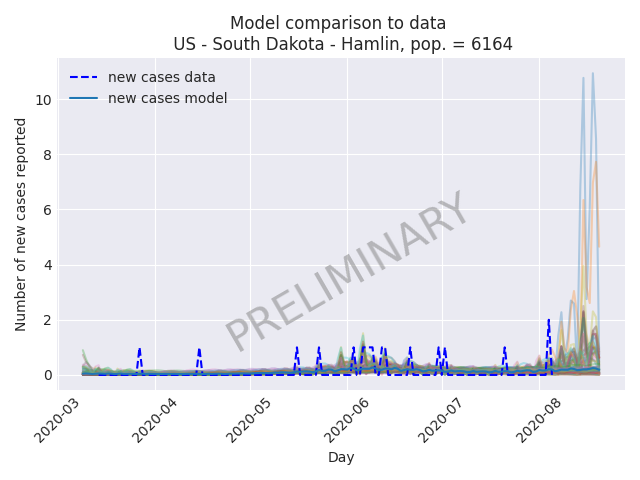 Model comparison to data
US - South Dakota - Hamlin, pop. = 6164
new cases data
new cases model
Number of new cases reported
10
8
6
4
2
0
PRELIMINARY
2020-03
2020-04
2020-05
2020-06
2020-07
2020-08
Day